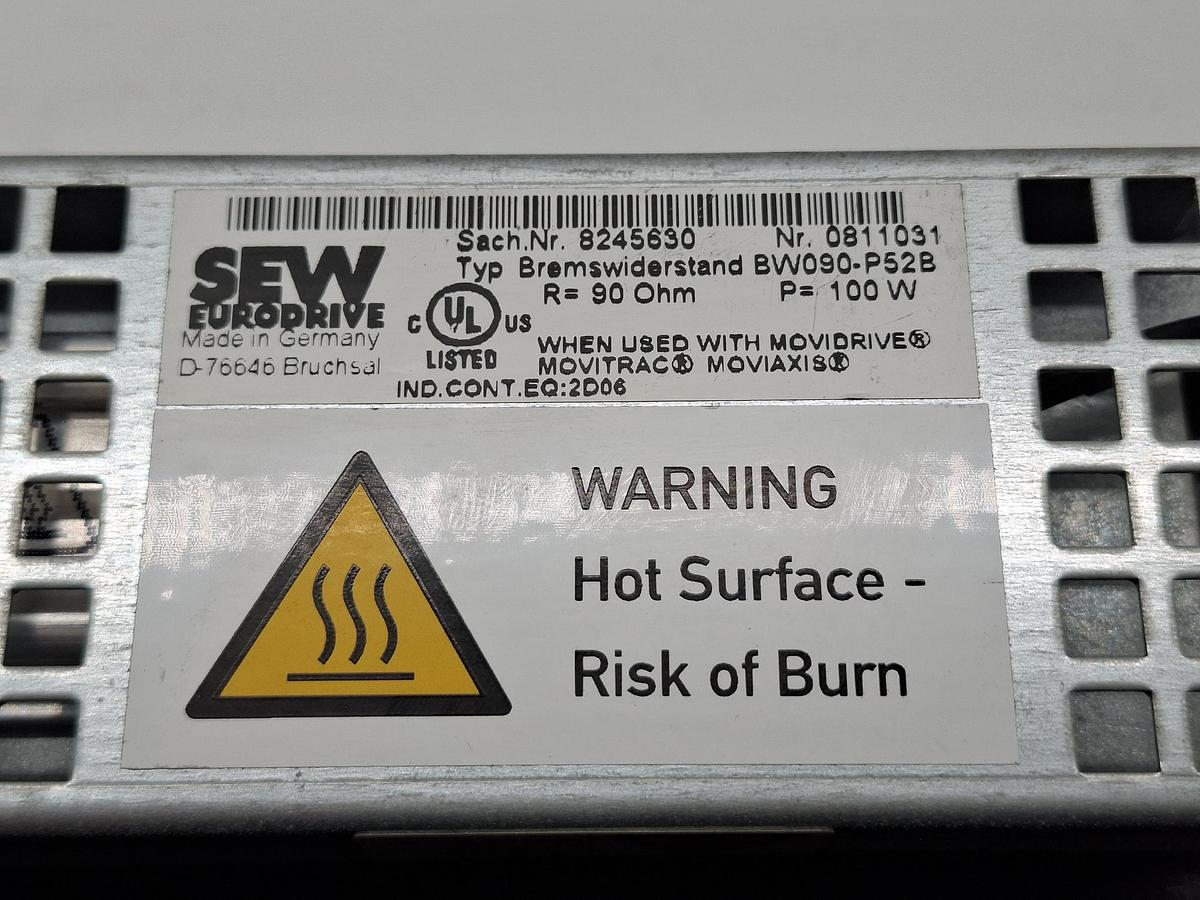 Sach.Nr. 8245630 Nr. 0811031
Typ Bremswiderstand BW090-P52B
R= 90 Ohm P= 100 W
SEW
EURODRIVE
Made in Germany
D-76646 Bruchsal
C UL US
LISTED
IND.CONT.EQ:2D06
WHEN USED WITH MOVIDRIVE®
MOVITRAC® MOVIAXIS®
WARNING
Hot Surface -
Risk of Burn